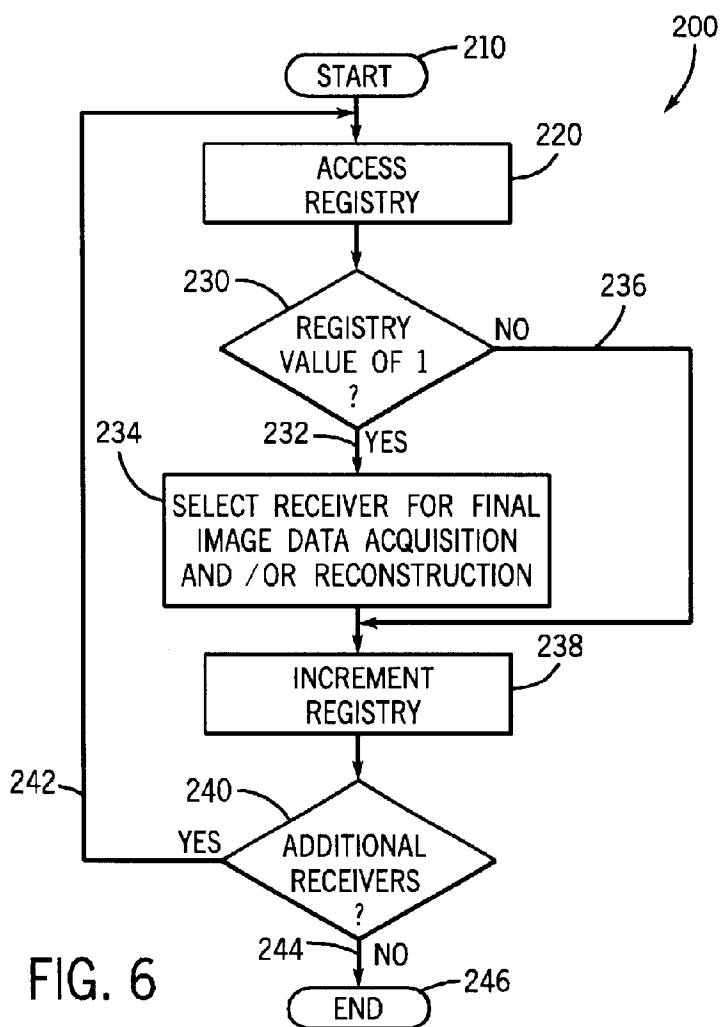 200
210
START
220
ACCESS
REGISTRY
230
236
REGISTRY
VALUE OF 1
?
NO
232
YES
234
SELECT RECEIVER FOR FINAL
IMAGE DATA ACQUISITION
AND /OR RECONSTRUCTION
238
INCREMENT
REGISTRY
242
240
YES
ADDITIONAL
RECEIVERS
?
244
NO
246
END
FIG. 6